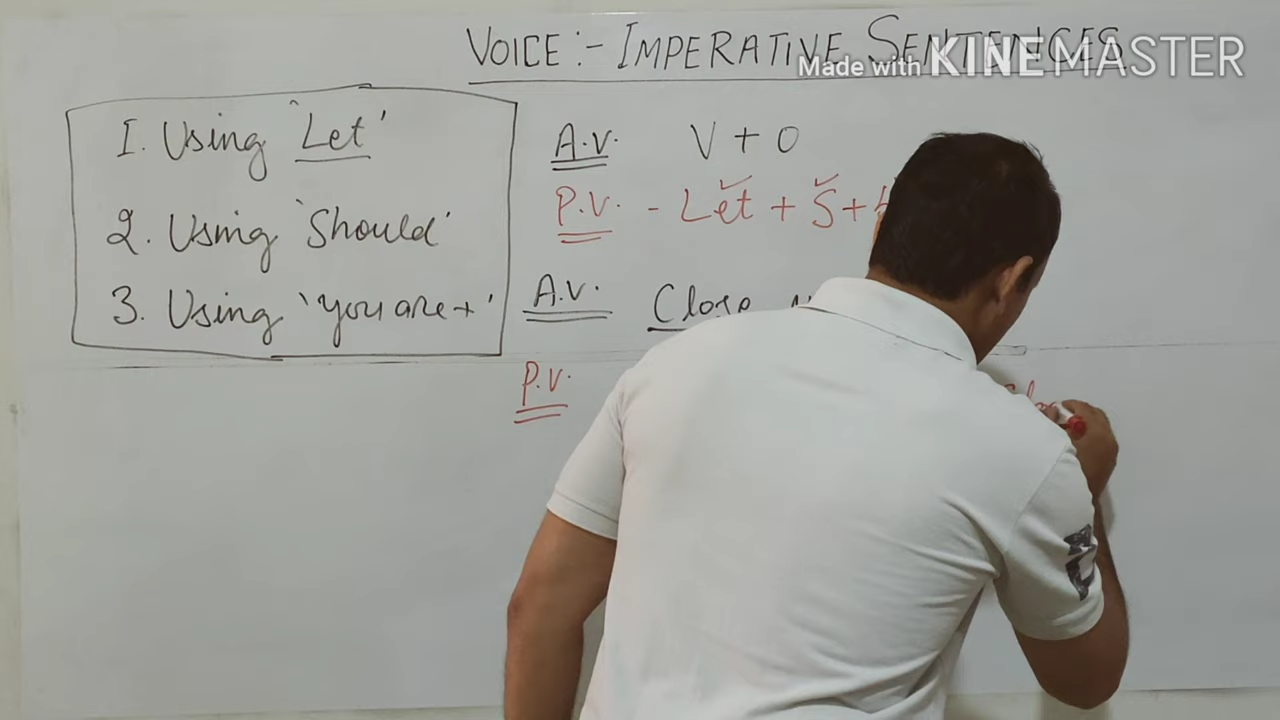 VOICE :- IMPERATIVE SENTENCES
Made with KINEMASTER
1. Using 'Let'
2. Using 'Should'
3. Using 'you are +'
A.V. V + O
P.V. - Let + S +
A.V. Close
P.V.